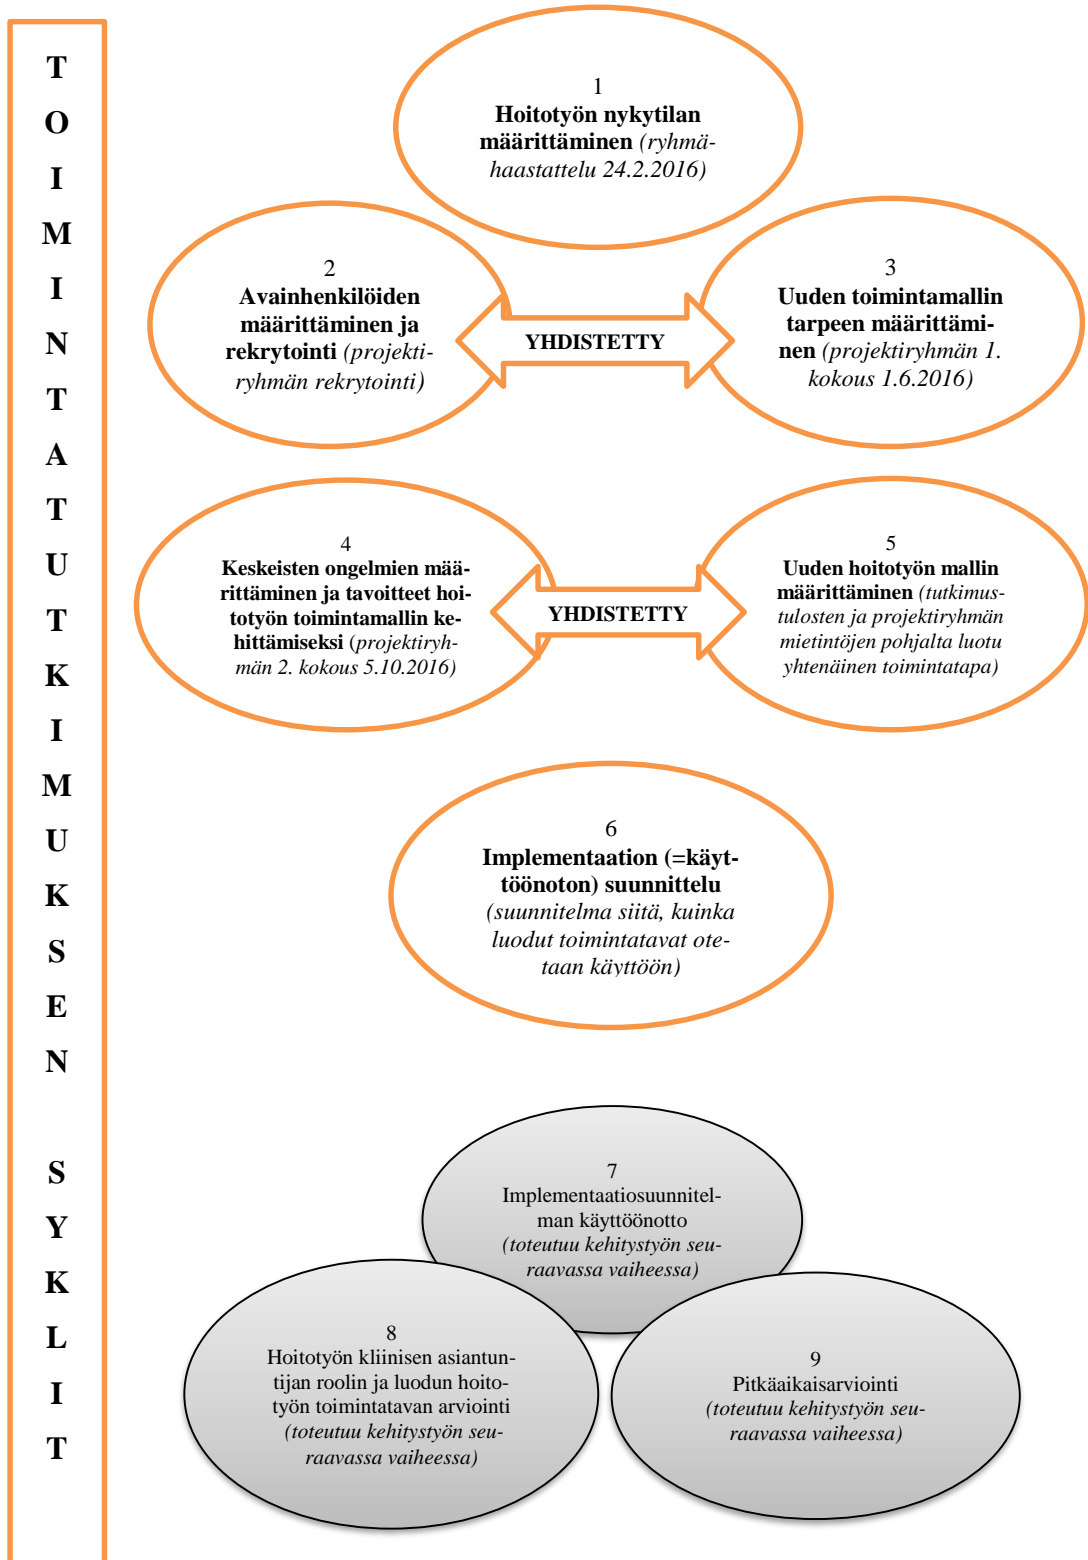 T
O
I
M
I
N
T
A
T
U
T
K
I
M
U
K
S
E
N
S
Y
K
L
I
T
1
Hoitotyön nykytilan
määrittäminen (ryhmä-
haastattelu 24.2.2016)
2
Avainhenkilöiden
määrittäminen ja
rekrytointi (projekti-
ryhmän rekrytointi)
YHDISTETTY
3
Uuden toimintamallin
tarpeen määrittämi-
nen (projektiryhmän 1.
kokous 1.6.2016)
4
Keskeisten ongelmien mää-
rittäminen ja tavoitteet hoi-
totyön toimintamallin ke-
hittämiseksi (projektiryh-
män 2. kokous 5.10.2016)
YHDISTETTY
5
Uuden hoitotyön mallin
määrittäminen (tutkimus-
tulosten ja projektiryhmän
mietintöjen pohjalta luotu
yhtenäinen toimintatapa)
6
Implementaation (=käyt-
töönoton) suunnittelu
(suunnitelma siitä, kuinka
luodut toimintatavat ote-
taan käyttöön)
7
Implementaatiosuunnitel-
man käyttöönotto
(toteutuu kehitystyön seu-
raavassa vaiheessa)
8
Hoitotyön kliinisen asiantun-
tijan roolin ja luodun hoito-
työn toimintatavan arviointi
(toteutuu kehitystyön seu-
raavassa vaiheessa)
9
Pitkäaikaisarviointi
(toteutuu kehitystyön seu-
raavassa vaiheessa)